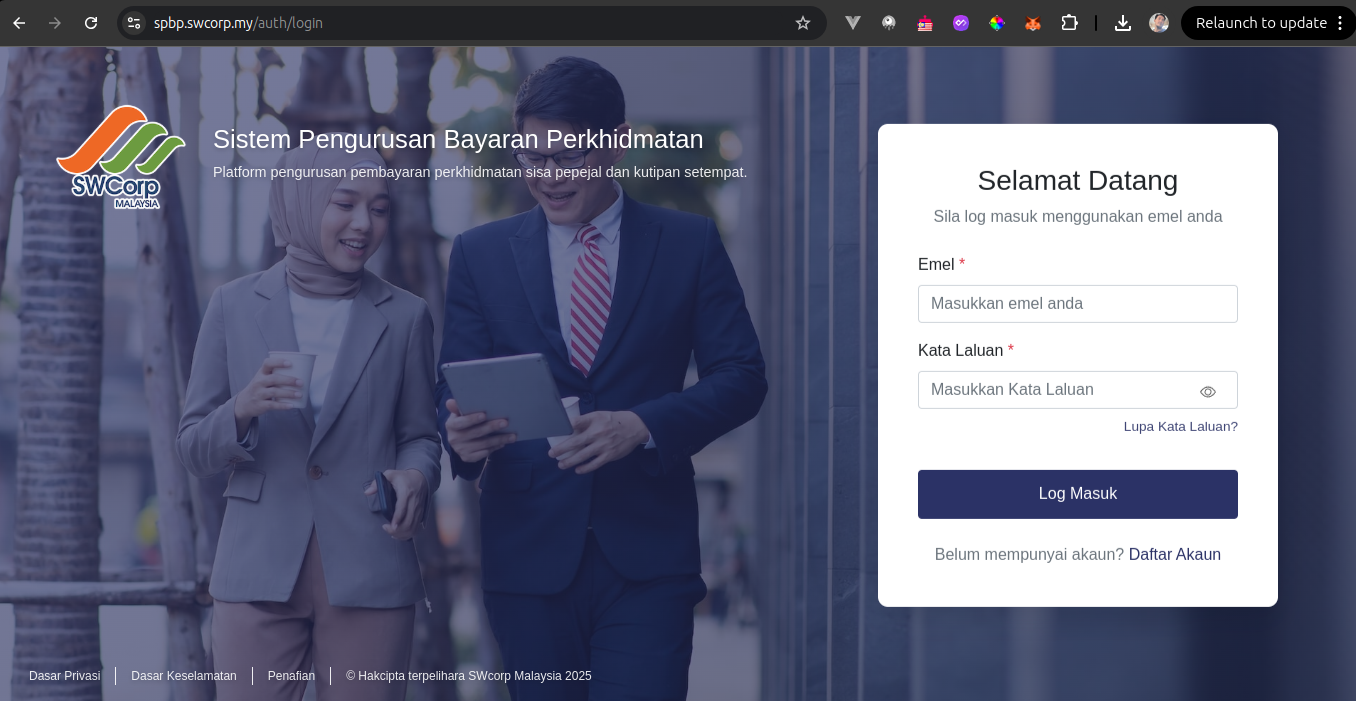 spbp.swcorp.my/auth/login
Relaunch to update
SWCorp
MALAYSIA
Sistem Pengurusan Bayaran Perkhidmatan
Platform pengurusan pembayaran perkhidmatan sisa pepejal dan kutipan setempat.
Selamat Datang
Sila log masuk menggunakan emel anda
Emel *
Masukkan emel anda
Kata Laluan *
Masukkan Kata Laluan
Lupa Kata Laluan?
Log Masuk
Belum mempunyai akaun? Daftar Akaun
Dasar Privasi
Dasar Keselamatan
Penafian
© Hakcipta terpelihara SWcorp Malaysia 2025